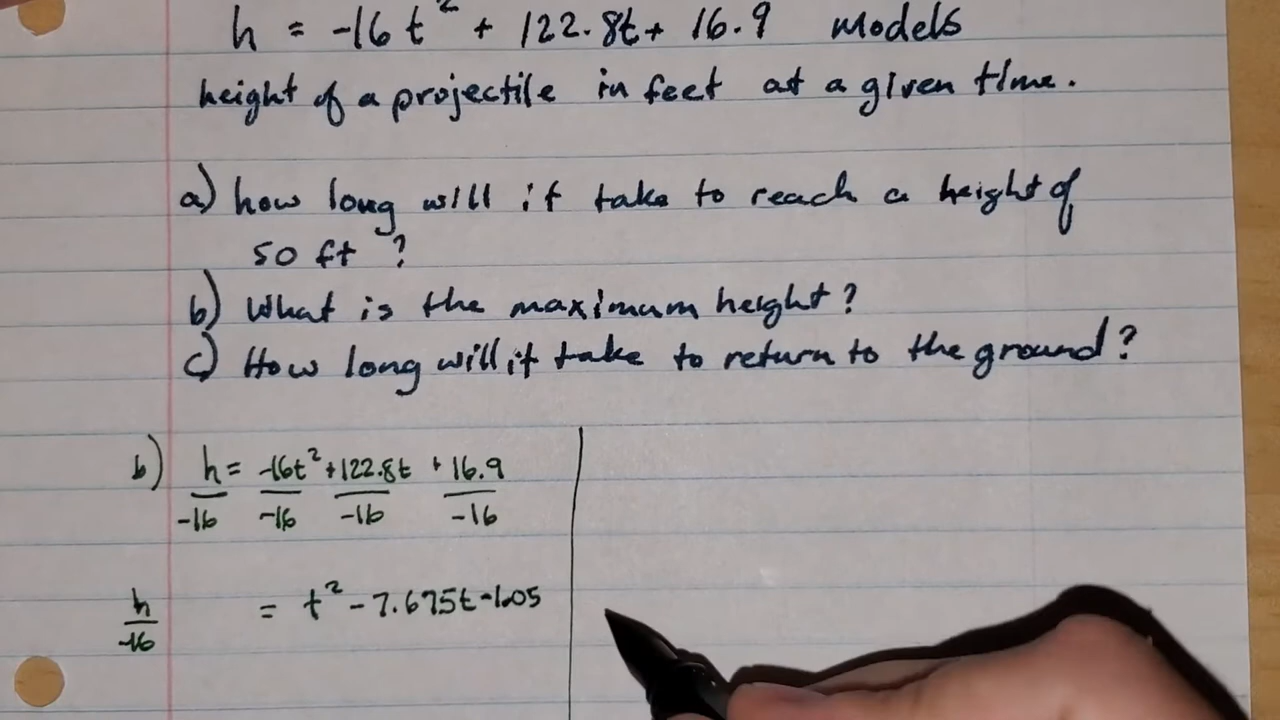 h = -16t² + 122.8t + 16.9 models
height of a projectile in feet at a given time.
a) how long will it take to reach a height of
50 ft ?
b) What is the maximum height?
c) How long will it take to return to the ground?
b) h = -16t² + 122.8t + 16.9
-16 -16 -16 -16
h = t² - 7.675t - 1.05
-16